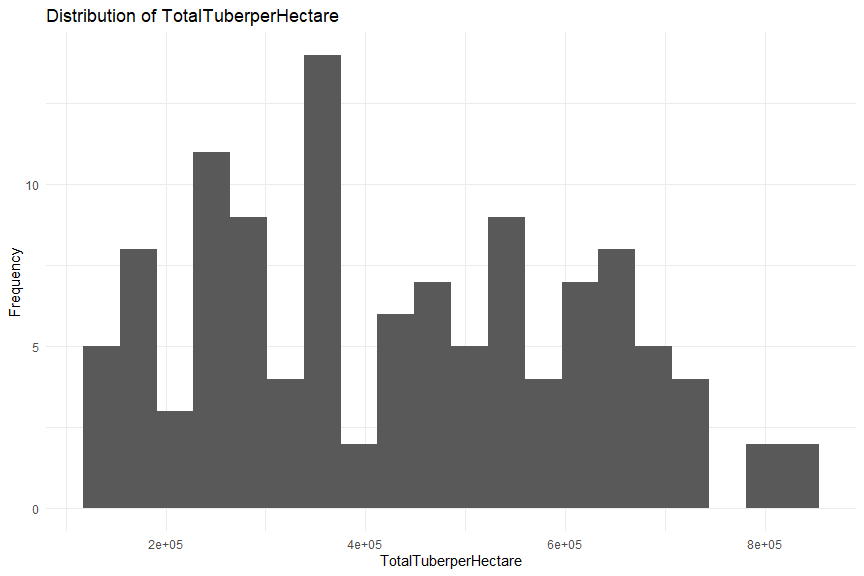 Distribution of TotalTuberperHectare
10
5
0
Frequency
2e+05
4e+05
6e+05
8e+05
TotalTuberperHectare